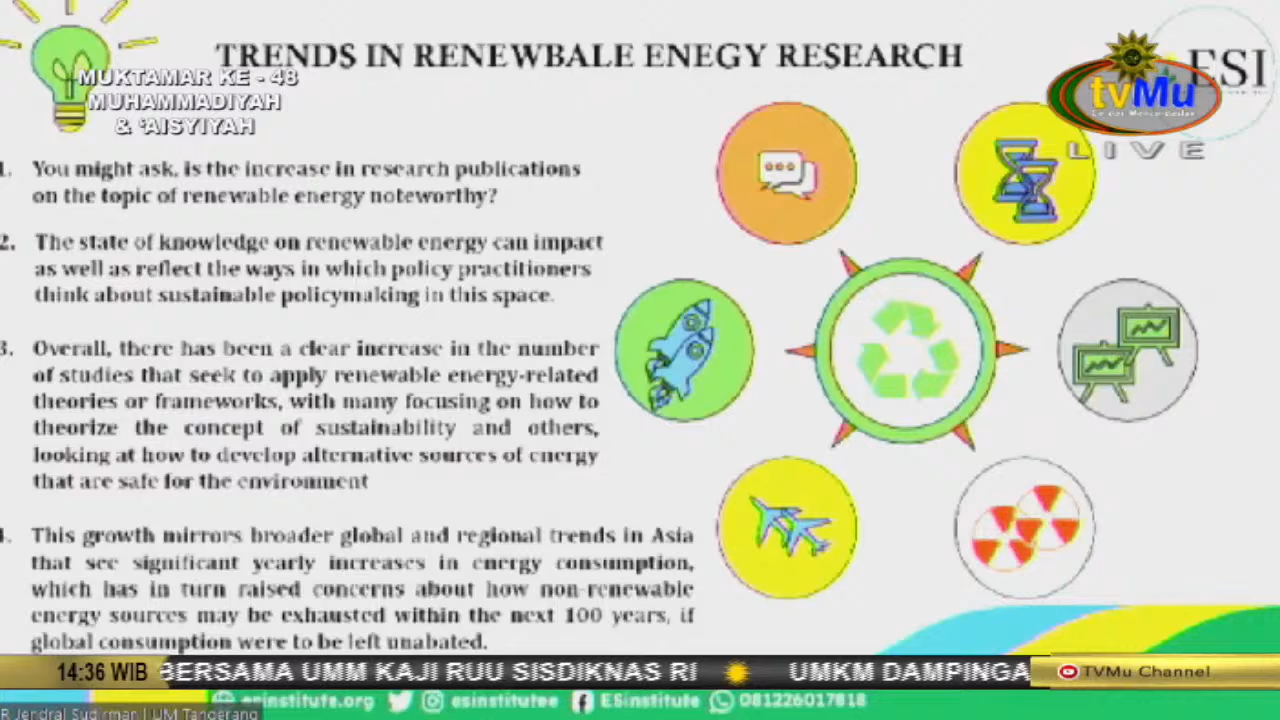 TRENDS IN RENEWBALE ENEGY RESEARCH
MUKTAMAR KE - 48
MUHAMMADIYAH
& 'AISYIYAH
ESI
tvMu
LIVE
1. You might ask, is the increase in research publications
on the topic of renewable energy noteworthy?
2. The state of knowledge on renewable energy can impact
as well as reflect the ways in which policy practitioners
think about sustainable policymaking in this space.
3. Overall, there has been a clear increase in the number
of studies that seek to apply renewable energy-related
theories or frameworks, with many focusing on how to
theorize the concept of sustainability and others,
looking at how to develop alternative sources of energy
that are safe for the environment
4. This growth mirrors broader global and regional trends in Asia
that see significant yearly increases in energy consumption,
which has in turn raised concerns about how non-renewable
energy sources may be exhausted within the next 100 years, if
global consumption were to be left unabated.
14:36 WIB
BERSAMA UMM KAJI RUU SISDIKNAS RI
UMKM DAMPINGA
TVMu Channel
esinstitute.org
esinstitutee
ESinstitute
081226017818
R Jendral Sudirman | UM Tangerang